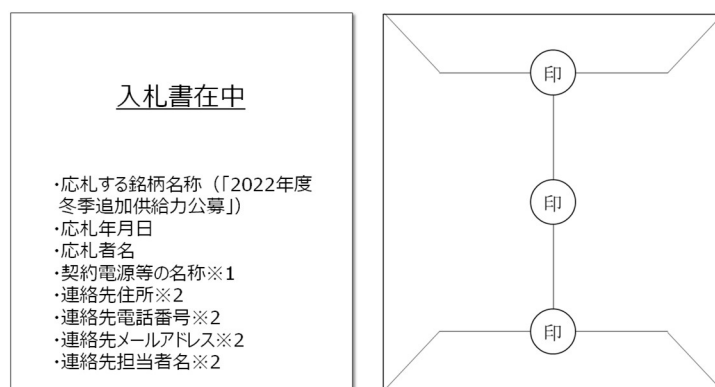 入札書在中
・応札する銘柄名称（「2022年度
冬季追加供給力公募」）
・応札年月日
・応札者名
・契約電源等の名称※1
・連絡先住所※2
・連絡先電話番号※2
・連絡先メールアドレス※2
・連絡先担当者名※2
印
印
印